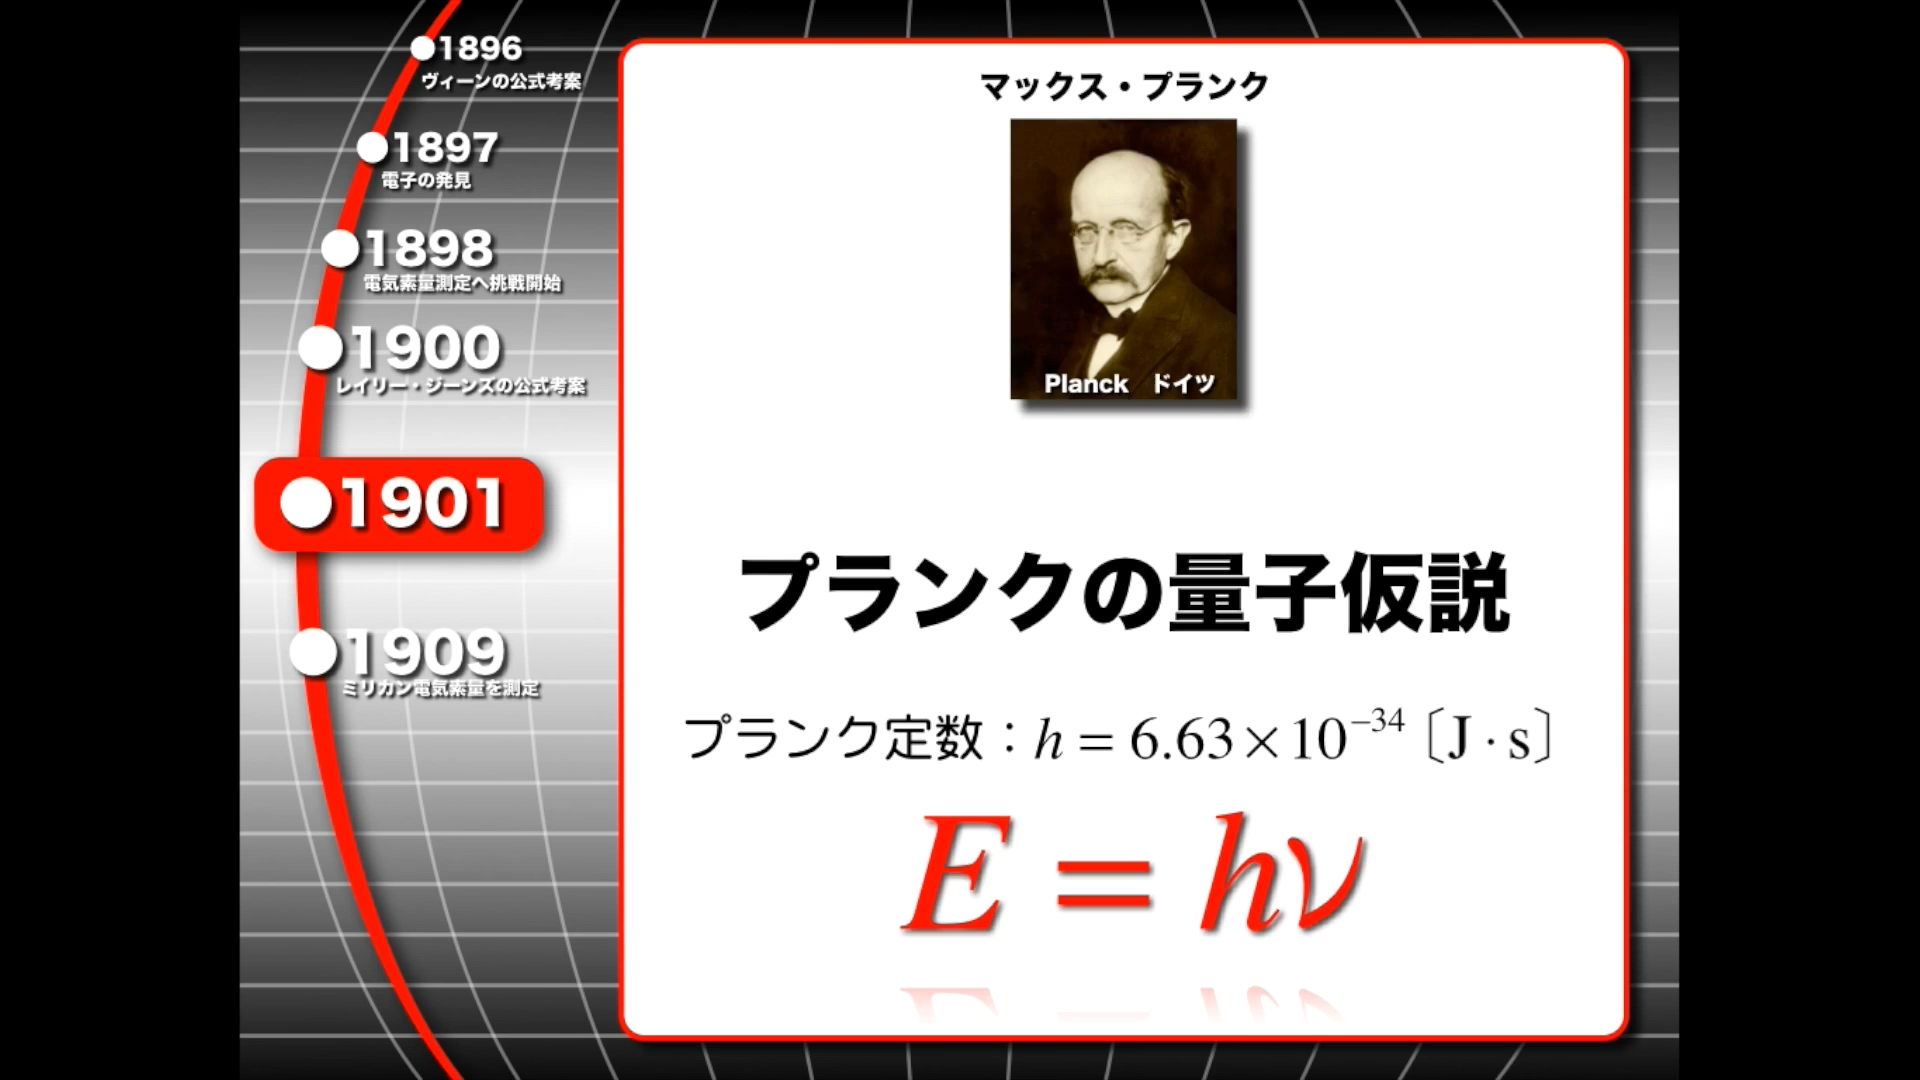 1896
ヴィーンの公式考案
1897
電子の発見
1898
電気素量測定へ挑戦開始
1900
レイリー・ジーンズの公式考案
1901
1909
ミリカン電気素量を測定
マックス・プランク
Planck ドイツ
プランクの量子仮説
プランク定数：h = 6.63×10⁻³⁴〔J・s〕
E = hν